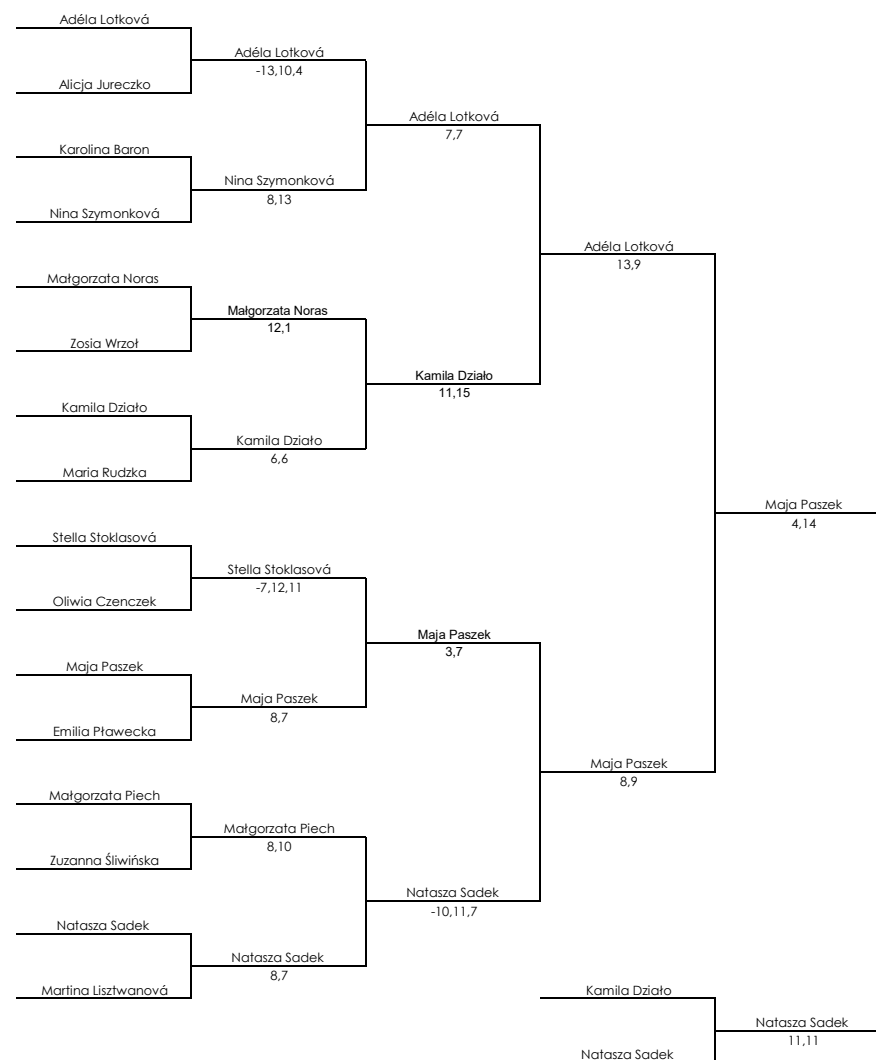 Adéla Lotková
Adéla Lotková
-13,10,4
Alicja Jureczko
Adéla Lotková
7,7
Karolina Baron
Nina Szymonková
8,13
Nina Szymonková
Adéla Lotková
13,9
Małgorzata Noras
Małgorzata Noras
12,1
Zosia Wrzoł
Kamila Działo
11,15
Kamila Działo
Kamila Działo
6,6
Maria Rudzka
Maja Paszek
4,14
Stella Stoklasová
Stella Stoklasová
-7,12,11
Oliwia Czenczek
Maja Paszek
3,7
Maja Paszek
Maja Paszek
8,7
Emilia Pławecka
Maja Paszek
8,9
Małgorzata Piech
Małgorzata Piech
8,10
Zuzanna Śliwińska
Natasza Sadek
-10,11,7
Natasza Sadek
Natasza Sadek
8,7
Martina Lisztwanová
Kamila Działo
Natasza Sadek
11,11
Natasza Sadek